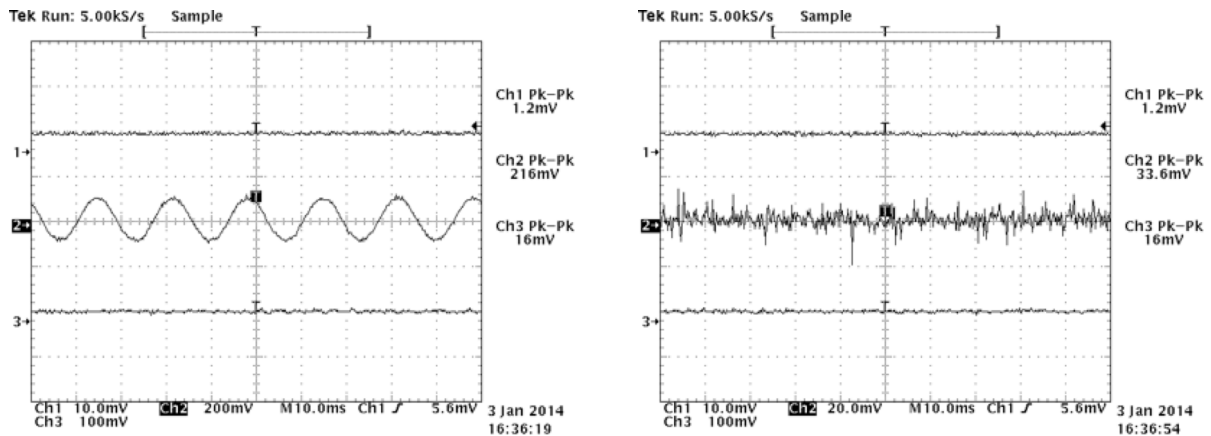 Tek Run: 5.00kS/s Sample
T
Ch1 Pk-Pk
1.2mV
T
1→
Ch2 Pk-Pk
216mV
T
2→
Ch3 Pk-Pk
16mV
T
3→
Ch1 10.0mV Ch2 200mV M10.0ms Ch1 5.6mV
Ch3 100mV
3 Jan 2014
16:36:19
Tek Run: 5.00kS/s Sample
T
Ch1 Pk-Pk
1.2mV
T
1→
Ch2 Pk-Pk
33.6mV
T
2→
Ch3 Pk-Pk
16mV
T
3→
Ch1 10.0mV Ch2 20.0mV M10.0ms Ch1 5.6mV
Ch3 100mV
3 Jan 2014
16:36:54